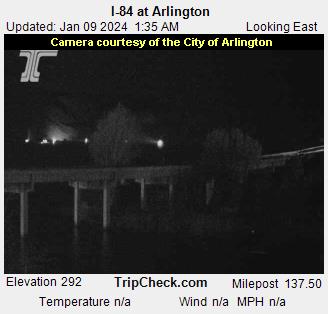 I-84 at Arlington
Updated: Jan 09 2024 1:35 AM Looking East
Camera courtesy of the City of Arlington
Elevation 292 TripCheck.com Milepost 137.50
Temperature n/a Wind n/a MPH n/a